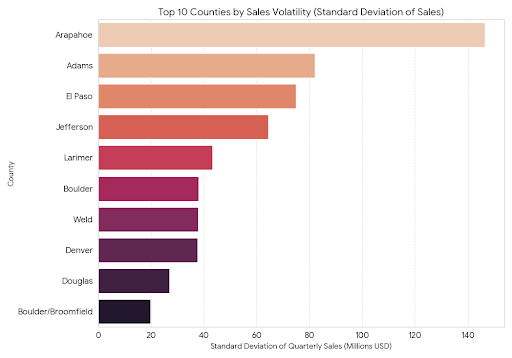 Top 10 Counties by Sales Volatility (Standard Deviation of Sales)
County
Arapahoe
Adams
El Paso
Jefferson
Larimer
Boulder
Weld
Denver
Douglas
Boulder/Broomfield
0 20 40 60 80 100 120 140
Standard Deviation of Quarterly Sales (Millions USD)